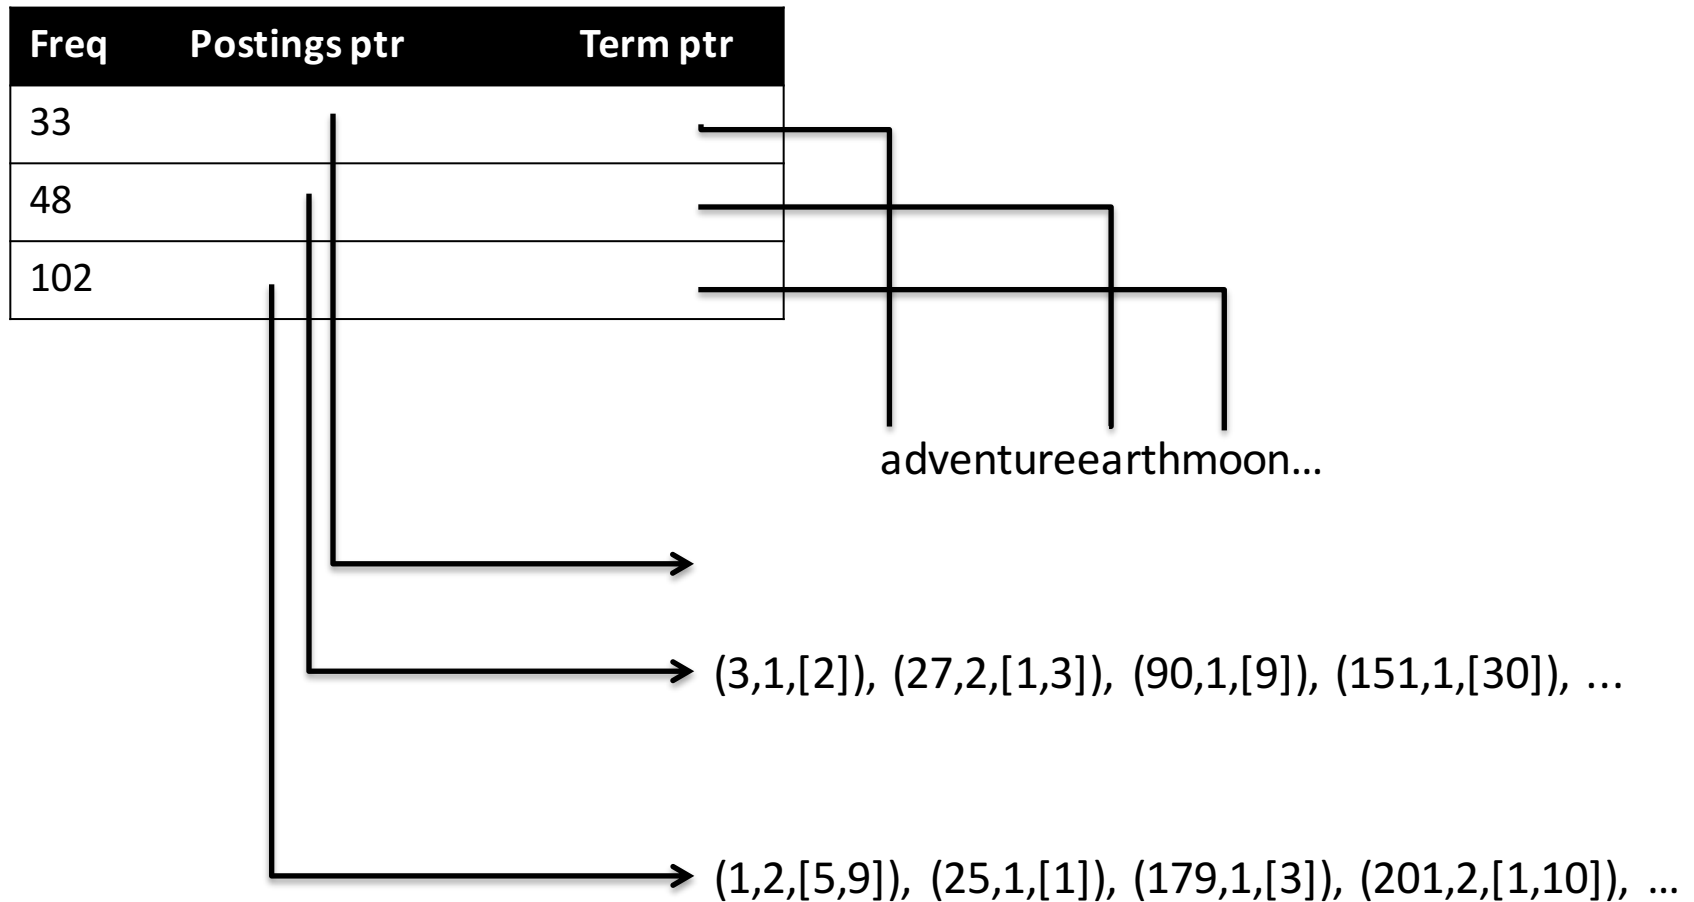 Freq Postings ptr Term ptr
33
48
102
adventureearthmoon...
(3,1,[2]), (27,2,[1,3]), (90,1,[9]), (151,1,[30]), ...
(1,2,[5,9]), (25,1,[1]), (179,1,[3]), (201,2,[1,10]), ...